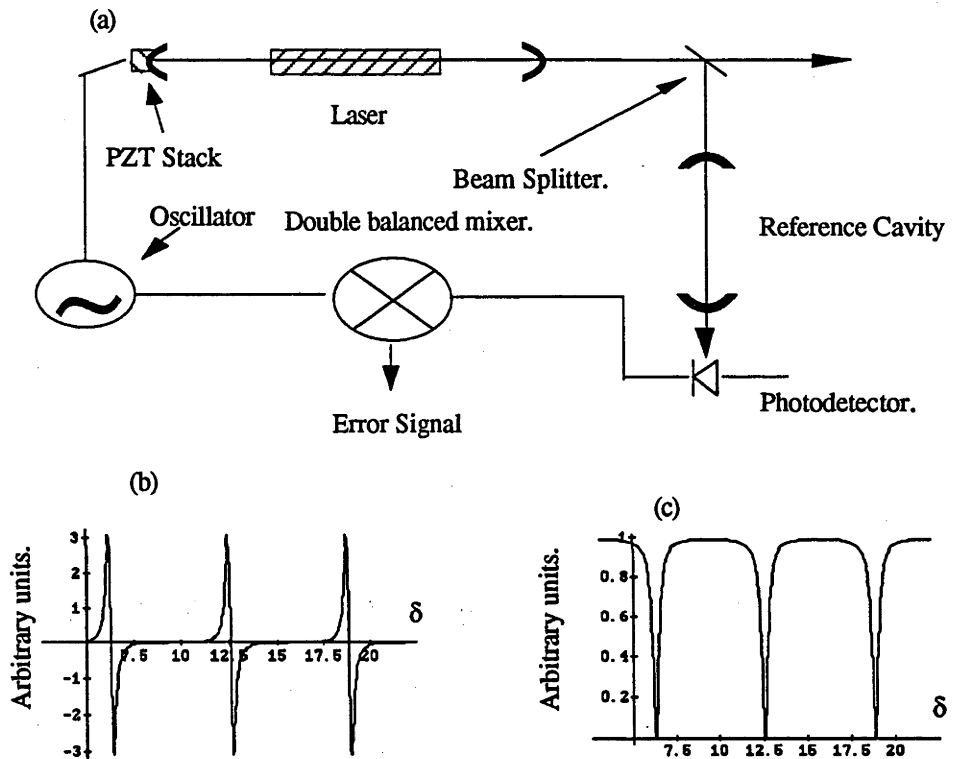 (a)
Laser
PZT Stack
Beam Splitter.
Oscillator
Double balanced mixer.
Reference Cavity
Error Signal
Photodetector.
(b)
Arbitrary units.
3
2
1
-1
-2
-3
7.5 10 12.5 15 17.5 20
δ
(c)
Arbitrary units.
1
0.8
0.6
0.4
0.2
7.5 10 12.5 15 17.5 20
δ